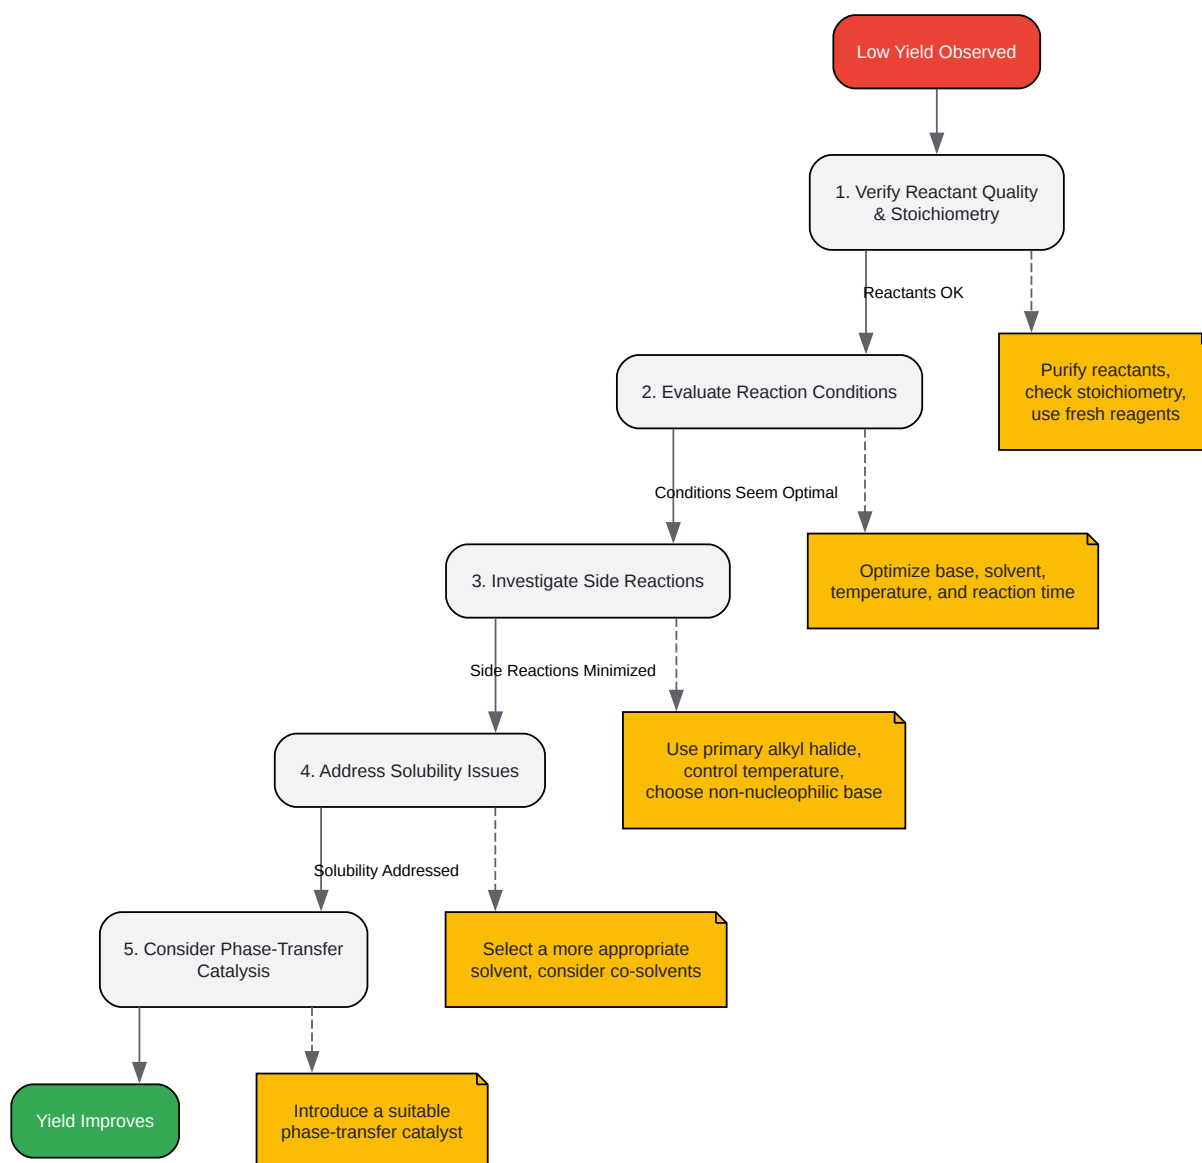 Low Yield Observed
1. Verify Reactant Quality
& Stoichiometry
Reactants OK
Purify reactants,
check stoichiometry,
use fresh reagents
2. Evaluate Reaction Conditions
Conditions Seem Optimal
Optimize base, solvent,
temperature, and reaction time
3. Investigate Side Reactions
Side Reactions Minimized
Use primary alkyl halide,
control temperature,
choose non-nucleophilic base
4. Address Solubility Issues
Solubility Addressed
Select a more appropriate
solvent, consider co-solvents
5. Consider Phase-Transfer
Catalysis
Introduce a suitable
phase-transfer catalyst
Yield Improves